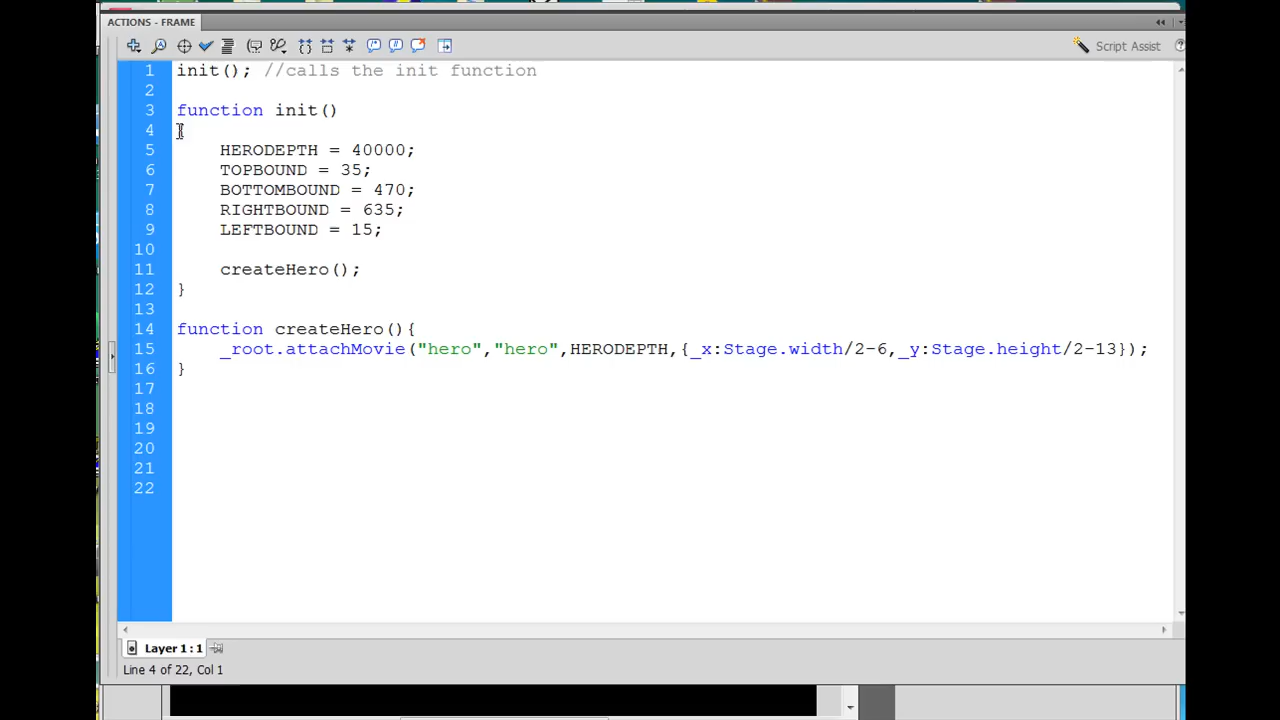 ACTIONS - FRAME
Script Assist
1 init(); //calls the init function
2
3 function init()
4 {
5 HERODEPTH = 40000;
6 TOPBOUND = 35;
7 BOTTOMBOUND = 470;
8 RIGHTBOUND = 635;
9 LEFTBOUND = 15;
10
11 createHero();
12 }
13
14 function createHero(){
15 _root.attachMovie("hero","hero",HERODEPTH,{_x:Stage.width/2-6,_y:Stage.height/2-13});
16 }
17
18
19
20
21
22
Layer 1 : 1
Line 4 of 22, Col 1